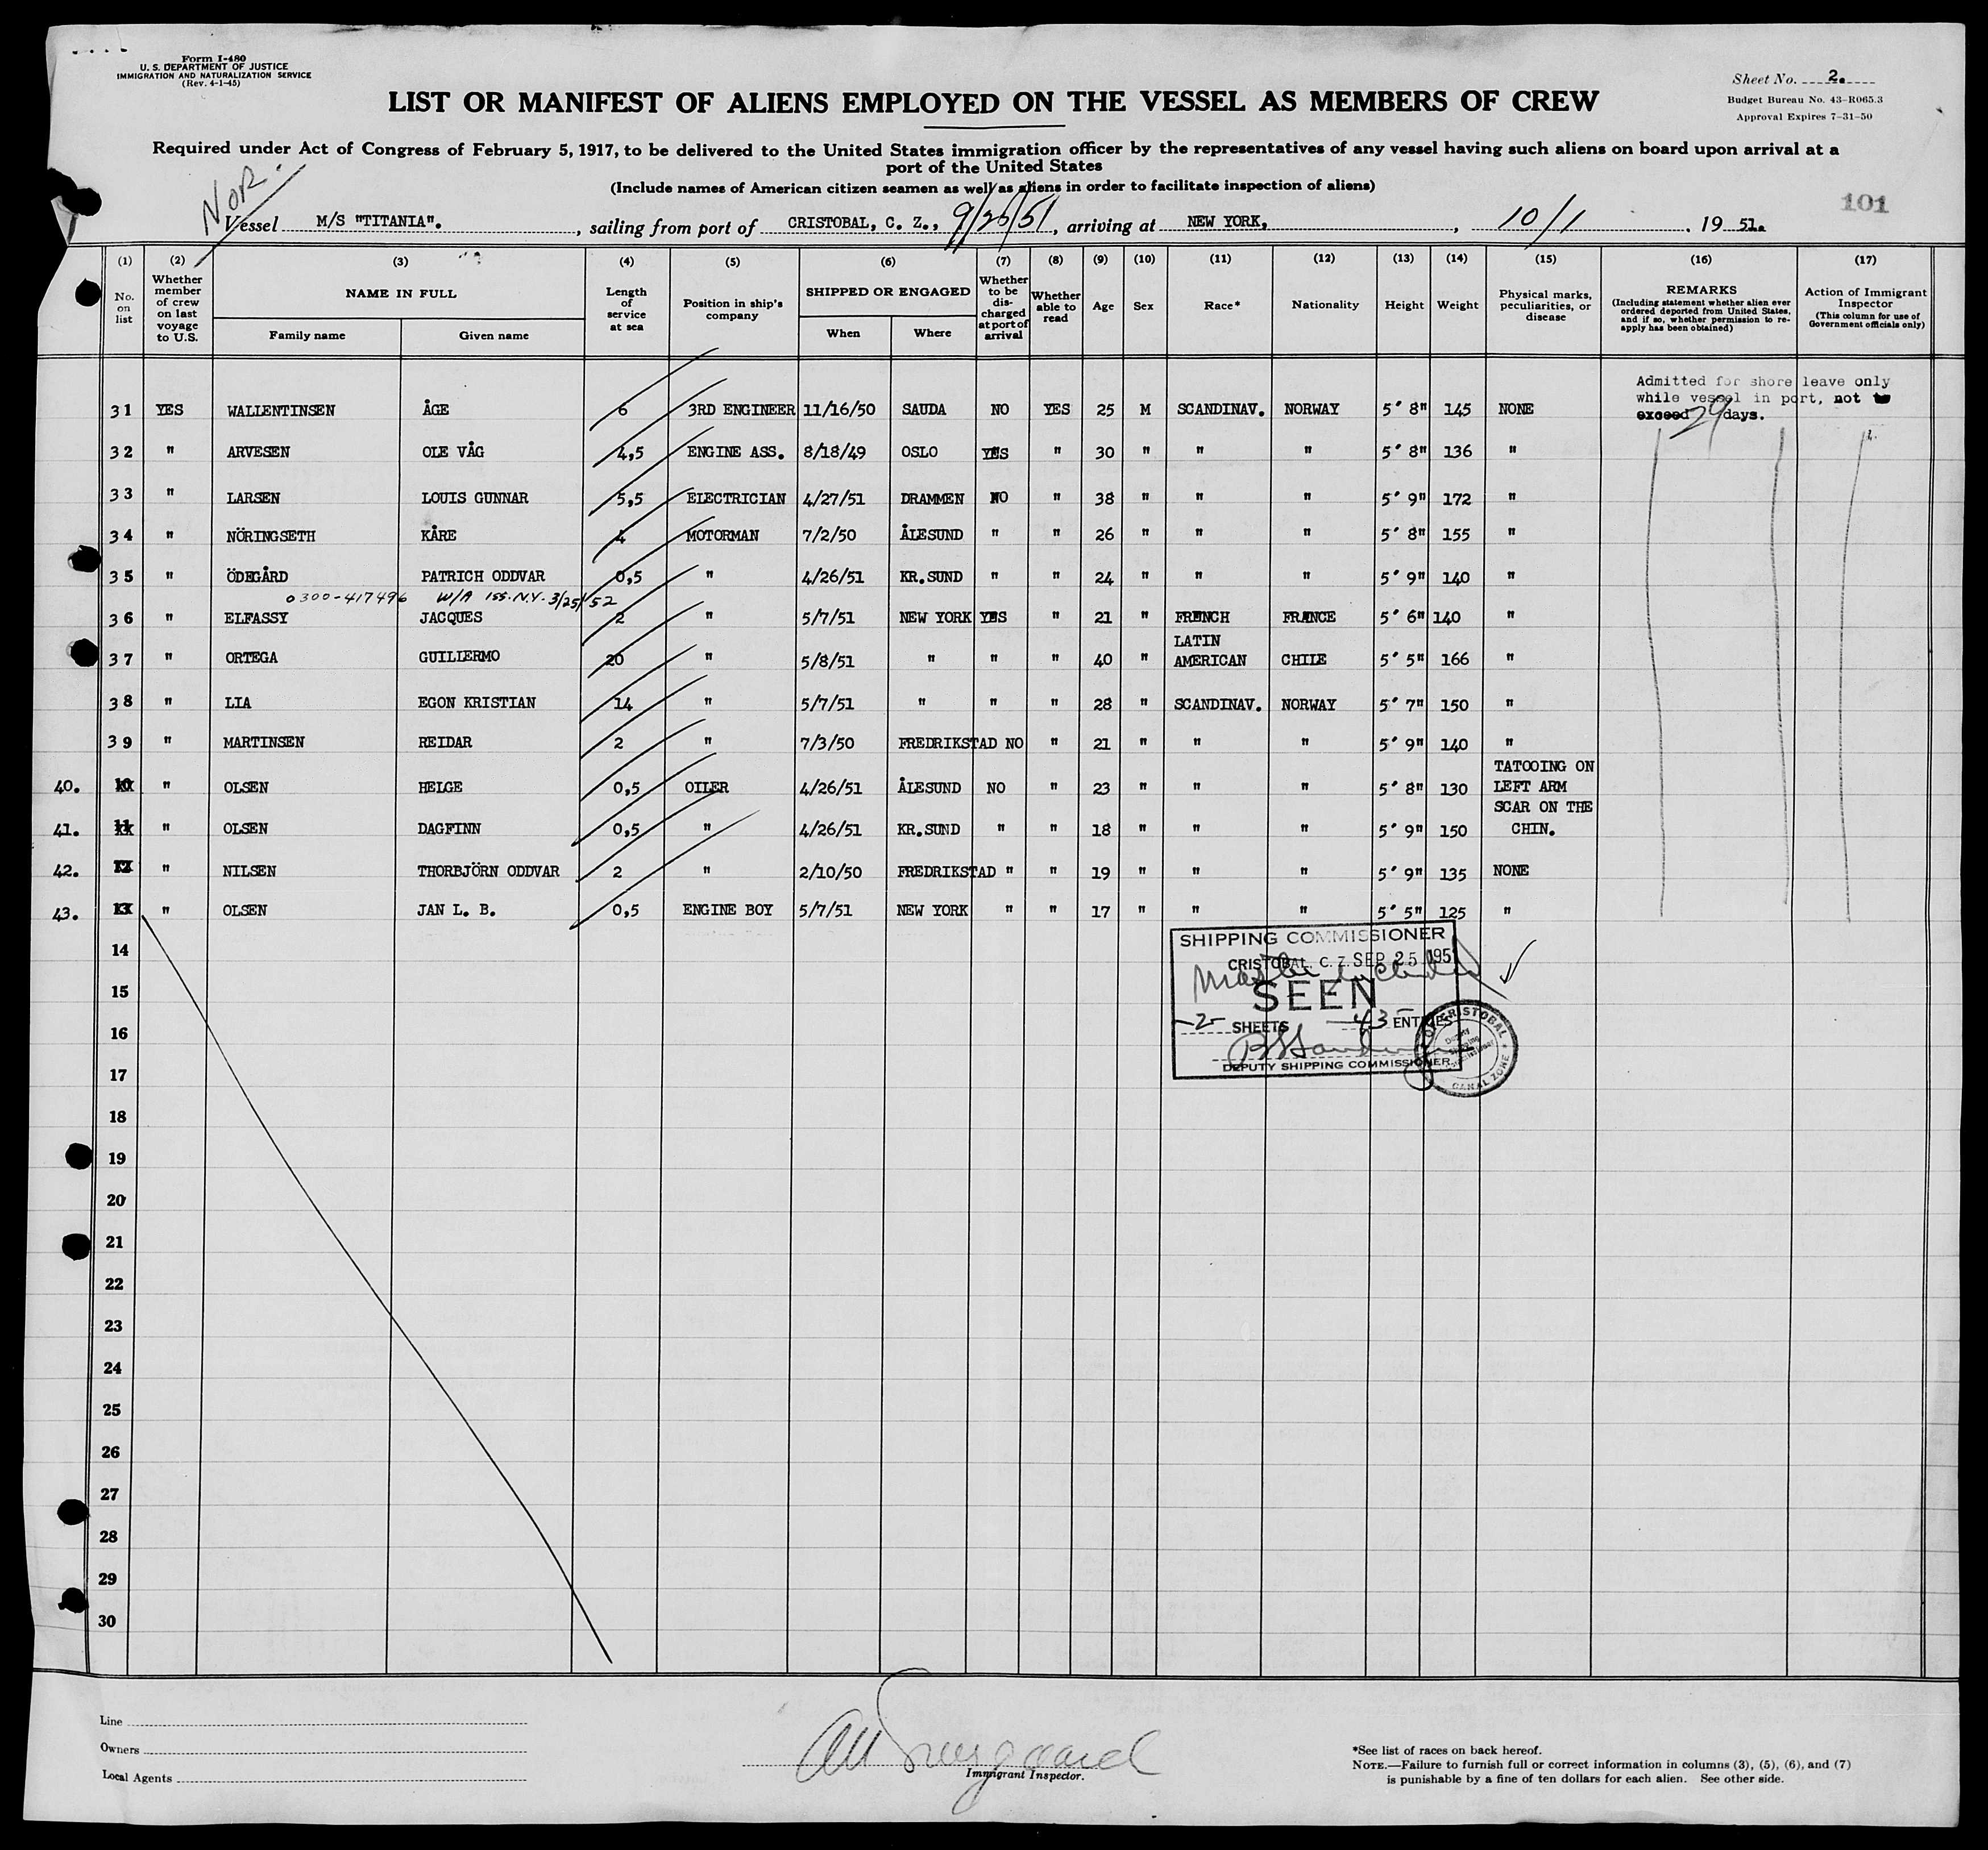 Form I-480
U. S. DEPARTMENT OF JUSTICE
IMMIGRATION AND NATURALIZATION SERVICE
(Rev. 4-1-45)
Sheet No. 2.
Budget Bureau No. 43-R065.3
Approval Expires 7-31-50
LIST OR MANIFEST OF ALIENS EMPLOYED ON THE VESSEL AS MEMBERS OF CREW
Required under Act of Congress of February 5, 1917, to be delivered to the United States immigration officer by the representatives of any vessel having such aliens on board upon arrival at a
port of the United States
(Include names of American citizen seamen as well as aliens in order to facilitate inspection of aliens)
101
NOR.
Vessel M/S "TITANIA"., sailing from port of CRISTOBAL, C. Z., 9/26/51, arriving at NEW YORK, , 10/1 . 19 51.
(1) (2) (3) (4) (5) (6) (7) (8) (9) (10) (11) (12) (13) (14) (15) (16) (17)
No. on list
Whether member of crew on last voyage to U.S.
NAME IN FULL
Family name Given name
Length of service at sea
Position in ship's company
SHIPPED OR ENGAGED
When Where
Whether to be discharged at port of arrival
Whether able to read
Age
Sex
Race*
Nationality
Height
Weight
Physical marks, peculiarities, or disease
REMARKS
(Including statement whether alien ever ordered deported from United States, and if so, whether permission to re-apply has been obtained)
Action of Immigrant Inspector
(This column for use of Government officials only)
Admitted for shore leave only
while vessel in port, not to
exceed 29 days.
31 YES WALLENTINSEN ÅGE 6 3RD ENGINEER 11/16/50 SAUDA NO YES 25 M SCANDINAV. NORWAY 5' 8" 145 NONE
32 " ARVESEN OLE VÅG 4,5 ENGINE ASS. 8/18/49 OSLO YES " 30 " " " 5' 8" 136 "
33 " LARSEN LOUIS GUNNAR 5,5 ELECTRICIAN 4/27/51 DRAMMEN NO " 38 " " " 5' 9" 172 "
34 " NÖRINGSETH KÅRE 4 MOTORMAN 7/2/50 ÅLESUND " " 26 " " " 5' 8" 155 "
35 " ÖDEGÅRD PATRICH ODDVAR 0,5 " 4/26/51 KR.SUND " " 24 " " " 5' 9" 140 "
0300-417496 W/A ISS. N.Y. 3/25/52
36 " ELFASSY JACQUES 2 " 5/7/51 NEW YORK YES " 21 " FRENCH FRANCE 5' 6" 140 "
37 " ORTEGA GUILIERMO 20 " 5/8/51 " " " 40 " LATIN AMERICAN CHILE 5' 5" 166 "
38 " LIA EGON KRISTIAN 14 " 5/7/51 " " " 28 " SCANDINAV. NORWAY 5' 7" 150 "
39 " MARTINSEN REIDAR 2 " 7/3/50 FREDRIKSTAD NO " 21 " " " 5' 9" 140 "
40. 10 " OLSEN HELGE 0,5 OILER 4/26/51 ÅLESUND NO " 23 " " " 5' 8" 130 TATOOING ON LEFT ARM
41. 11 " OLSEN DAGFINN 0,5 " 4/26/51 KR.SUND " " 18 " " " 5' 9" 150 SCAR ON THE CHIN.
42. 12 " NILSEN THORBJÖRN ODDVAR 2 " 2/10/50 FREDRIKSTAD " " 19 " " " 5' 9" 135 NONE
43. 13 " OLSEN JAN L. B. 0,5 ENGINE BOY 5/7/51 NEW YORK " " 17 " " " 5' 5" 125 "
14
15
16
17
18
19
20
21
22
23
24
25
26
27
28
29
30
SHIPPING COMMISSIONER
CRISTOBAL, C. Z. SEP 25 1951
Master
SEEN
-2- SHEETS 43 ENTRIES
DEPUTY SHIPPING COMMISSIONER
CRISTOBAL
Deputy Shipping Commissioner
CANAL ZONE
Line
Owners
Local Agents
Immigrant Inspector.
*See list of races on back hereof.
NOTE.—Failure to furnish full or correct information in columns (3), (5), (6), and (7)
is punishable by a fine of ten dollars for each alien. See other side.